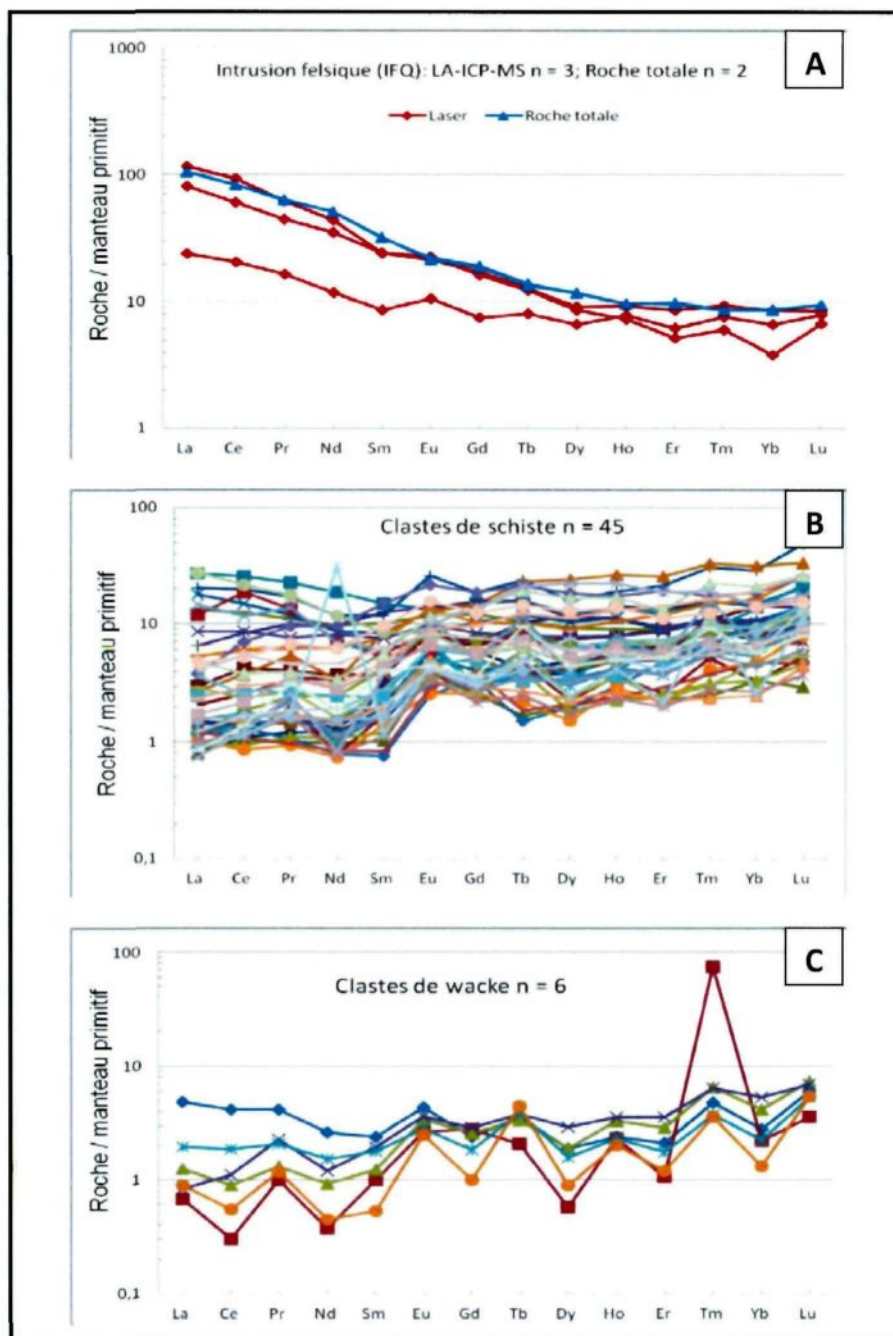 A
Intrusion felsique (IFQ): LA-ICP-MS n = 3; Roche totale n = 2
Laser Roche totale
Roche / manteau primitif
1000
100
10
1
La Ce Pr Nd Sm Eu Gd Tb Dy Ho Er Tm Yb Lu
B
Clastes de schiste n = 45
Roche / manteau primitif
100
10
1
0,1
La Ce Pr Nd Sm Eu Gd Tb Dy Ho Er Tm Yb Lu
C
Clastes de wacke n = 6
Roche / manteau primitif
100
10
1
0,1
La Ce Pr Nd Sm Eu Gd Tb Dy Ho Er Tm Yb Lu